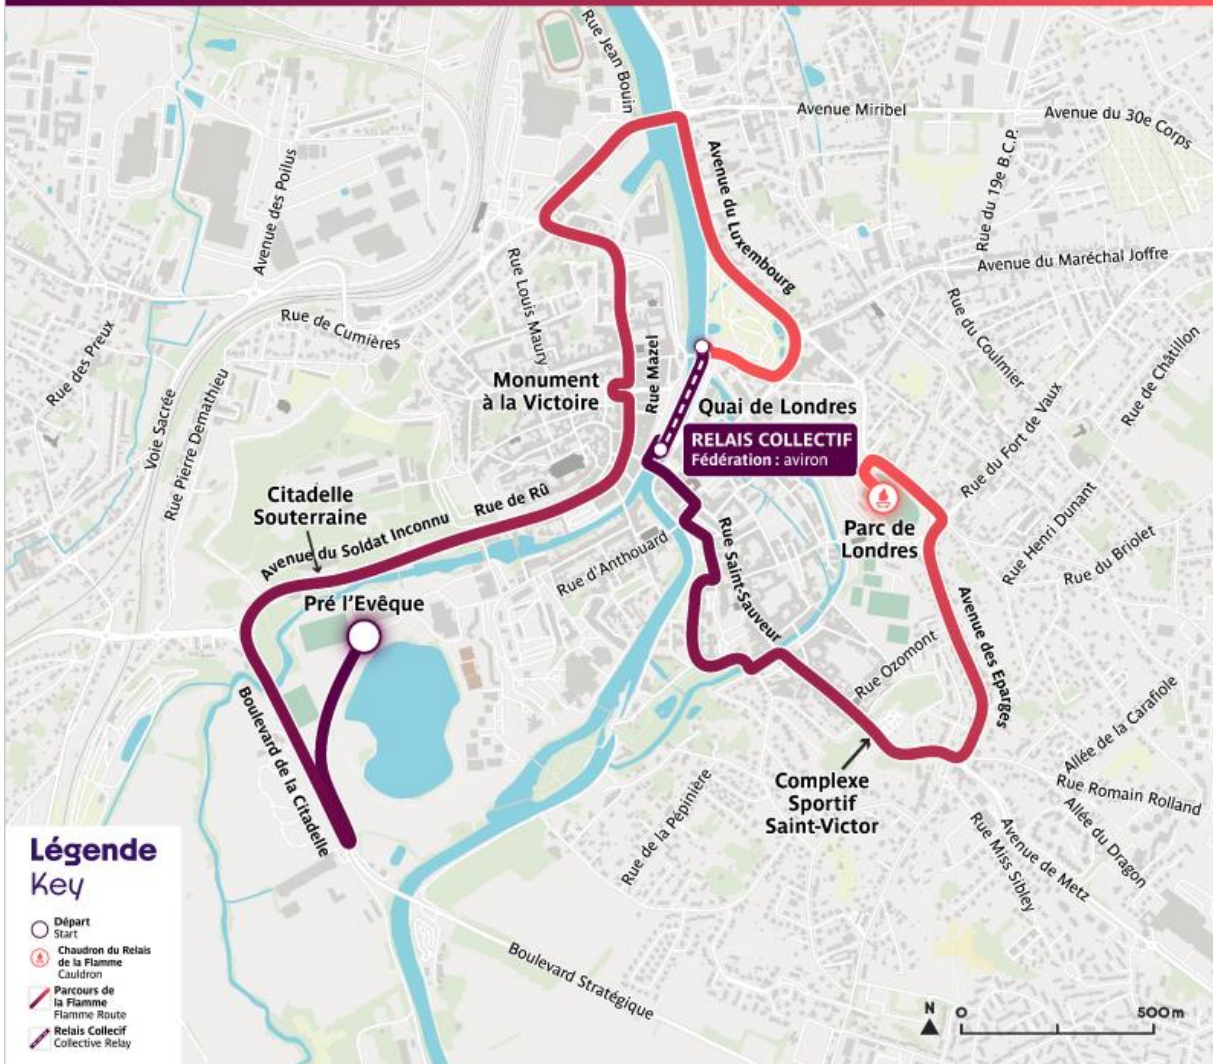 Rue Jean Bouin
Avenue Miribel
Avenue du 30e Corps
Avenue des Poilus
Avenue du Luxembourg
Rue du 19e B.C.P.
Avenue du Maréchal Joffre
Rue Louis Maury
Rue de Cumières
Rue des Preux
Voie Sacrée
Rue Pierre Demathieu
Rue du Coulmier
Rue de Châtillon
Monument
à la Victoire
Rue Mazel
Quai de Londres
RELAIS COLLECTIF
Fédération : aviron
Rue du Fort de Vaux
Citadelle
Souterraine
Rue de Rû
Avenue du Soldat Inconnu
Parc de
Londres
Rue Henri Dunant
Rue du Briolet
Rue d'Anthouard
Rue Saint-Sauveur
Pré l'Evêque
Avenue des Eparges
Rue Ozomont
Boulevard de la Citadelle
Allée de la Carafiole
Complexe
Sportif
Saint-Victor
Rue de la Pépinière
Rue Romain Rolland
Allée du Dragon
Avenue de Metz
Rue Miss Sibley
Boulevard Stratégique
Légende
Key
Départ
Start
Chaudron du Relais
de la Flamme
Cauldron
Parcours de
la Flamme
Flamme Route
Relais Collecif
Collective Relay
N
0
500m